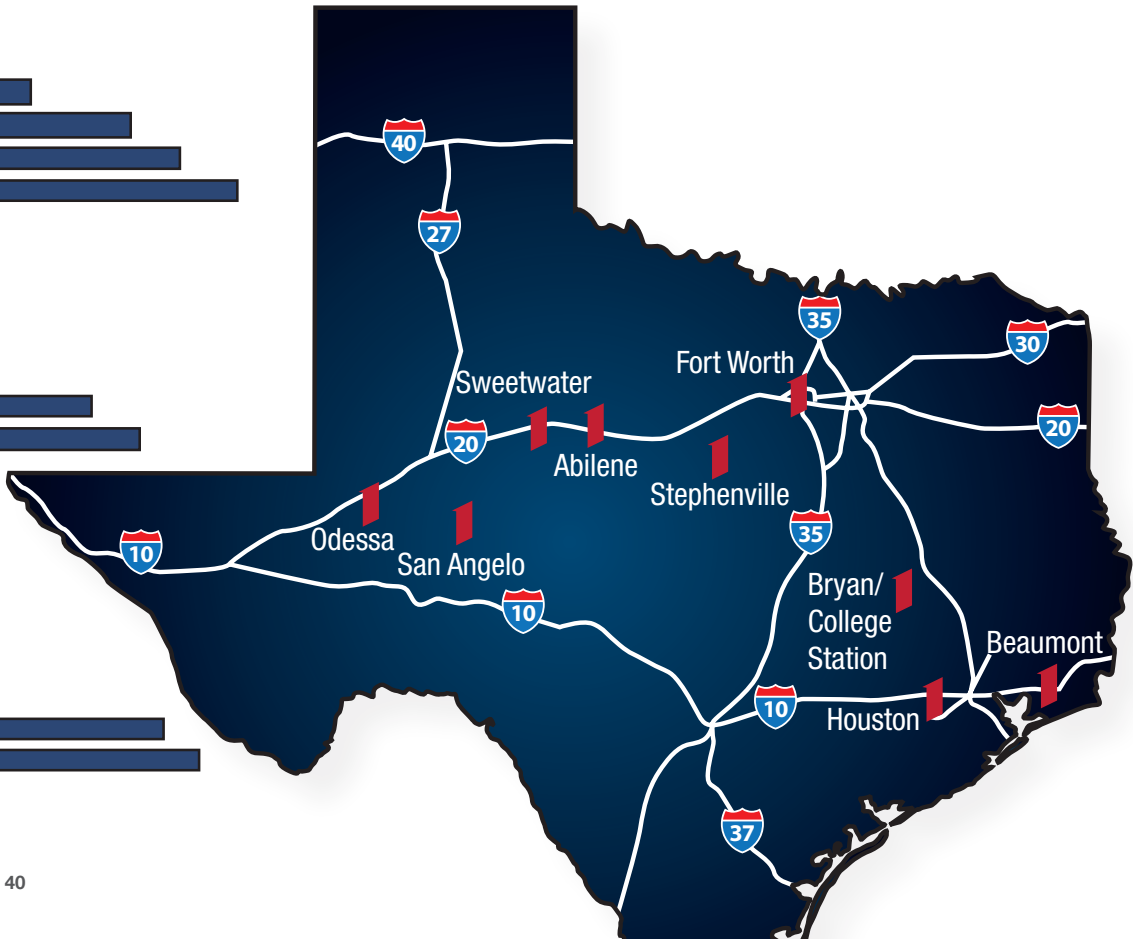 40
27
35
30
Fort Worth
Sweetwater
20
20
Abilene
Stephenville
Odessa
San Angelo
35
10
10
Bryan/
College
Station
Beaumont
10
Houston
37
40